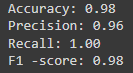 Accuracy: 0.98
Precision: 0.96
Recall: 1.00
F1 -score: 0.98